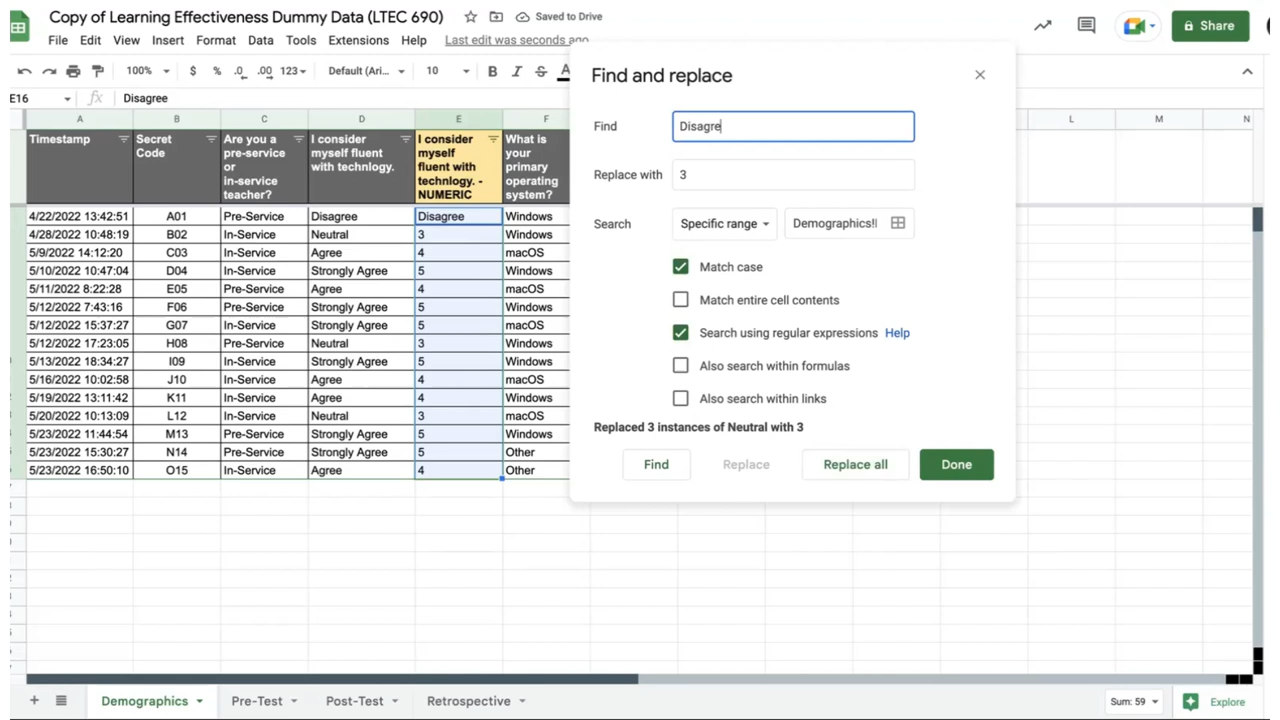 Copy of Learning Effectiveness Dummy Data (LTEC 690) Saved to Drive
File Edit View Insert Format Data Tools Extensions Help Last edit was seconds ago
Share
100% $ % .0 .00 123 Default (Ari... 10 B I S A
E16 fx Disagree
A B C D E F L M N
Timestamp
Secret Code
Are you a pre-service or in-service teacher?
I consider myself fluent with technlogy.
I consider myself fluent with technlogy. - NUMERIC
What is your primary operating system?
4/22/2022 13:42:51 A01 Pre-Service Disagree Disagree Windows
4/28/2022 10:48:19 B02 In-Service Neutral 3 Windows
5/9/2022 14:12:20 C03 In-Service Agree 4 macOS
5/10/2022 10:47:04 D04 In-Service Strongly Agree 5 Windows
5/11/2022 8:22:28 E05 Pre-Service Agree 4 macOS
5/12/2022 7:43:16 F06 Pre-Service Strongly Agree 5 Windows
5/12/2022 15:37:27 G07 In-Service Strongly Agree 5 macOS
5/12/2022 17:23:05 H08 Pre-Service Neutral 3 Windows
5/13/2022 18:34:27 I09 In-Service Strongly Agree 5 Windows
5/16/2022 10:02:58 J10 In-Service Agree 4 macOS
5/19/2022 13:11:42 K11 In-Service Agree 4 Windows
5/20/2022 10:13:09 L12 In-Service Neutral 3 macOS
5/23/2022 11:44:54 M13 Pre-Service Strongly Agree 5 Windows
5/23/2022 15:30:27 N14 Pre-Service Strongly Agree 5 Other
5/23/2022 16:50:10 O15 In-Service Agree 4 Other
Find and replace
Find Disagre
Replace with 3
Search Specific range Demographics!
Match case
Match entire cell contents
Search using regular expressions Help
Also search within formulas
Also search within links
Replaced 3 instances of Neutral with 3
Find Replace Replace all Done
Demographics Pre-Test Post-Test Retrospective Sum: 59 Explore